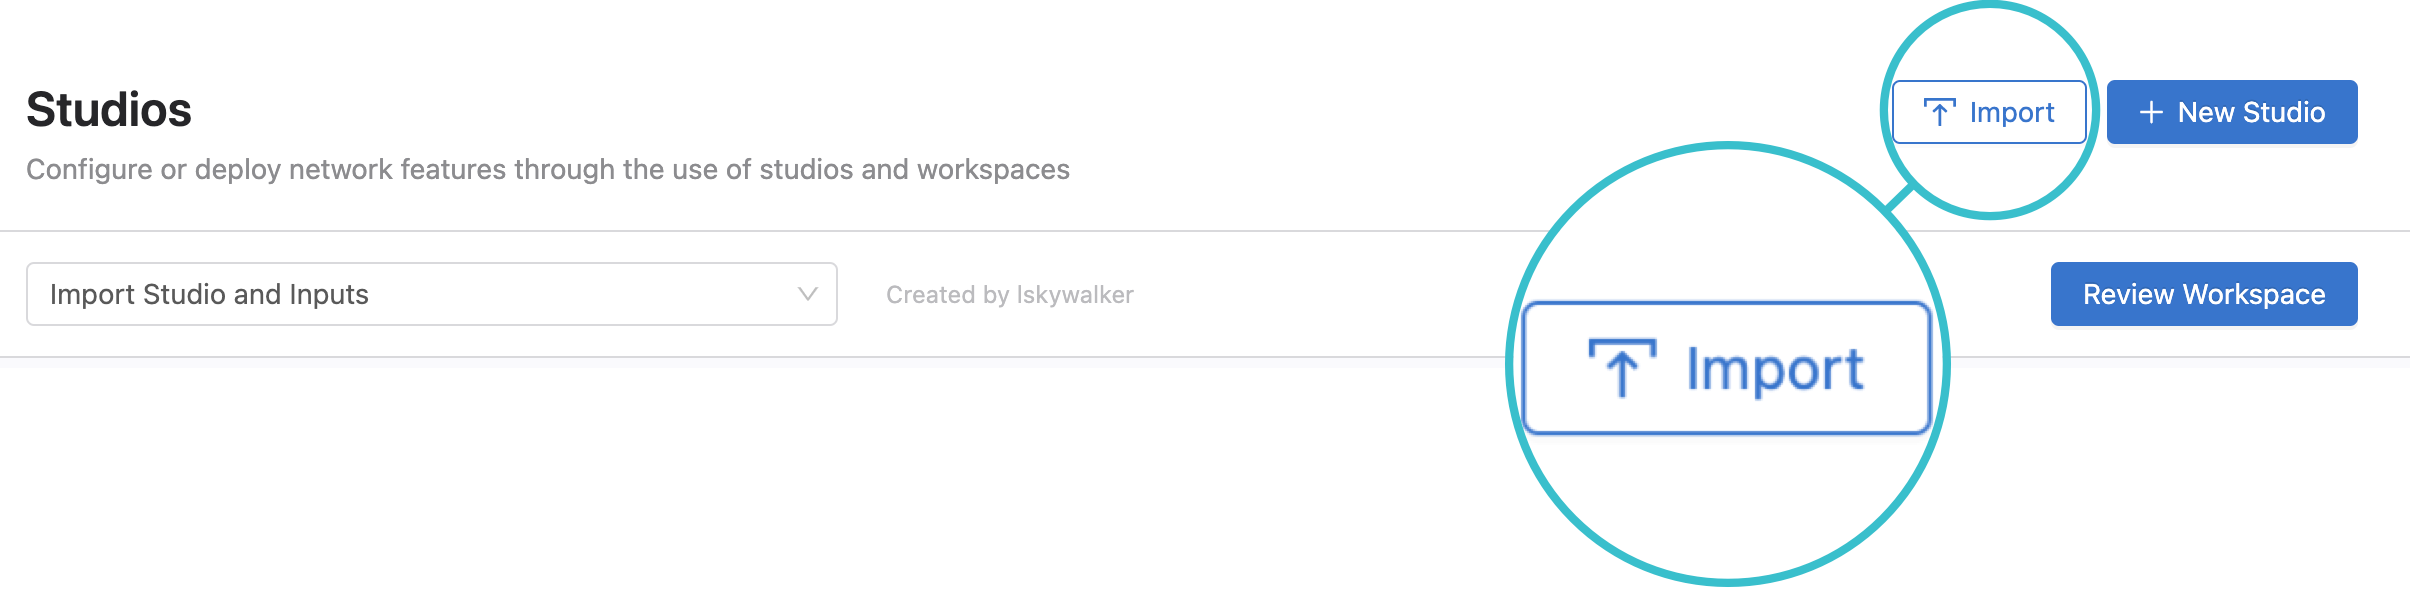 Studios
Import
New Studio
Configure or deploy network features through the use of studios and workspaces
Import Studio and Inputs
Created by lskywalker
Review Workspace
Import